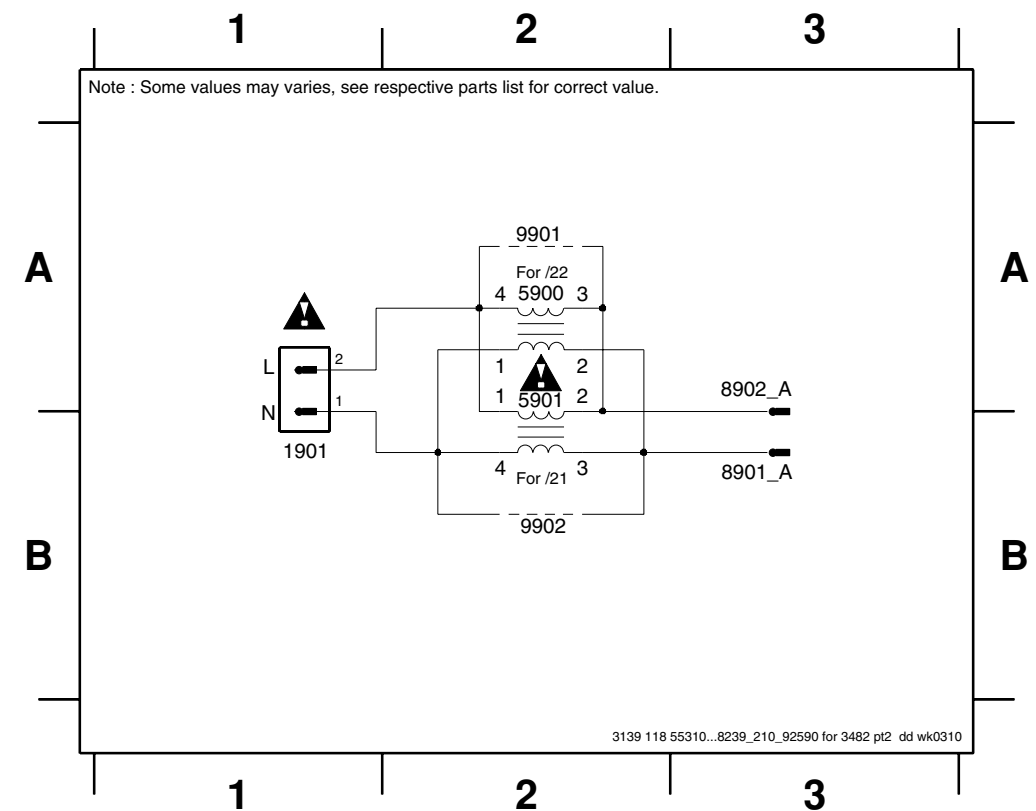 1 2 3
Note : Some values may varies, see respective parts list for correct value.
9901
A A
For /22
4 5900 3
L 2
1 2
1 5901 2
8902_A
N 1
1901
4 3
For /21
8901_A
9902
B B
3139 118 55310...8239_210_92590 for 3482 pt2 dd wk0310
1 2 3